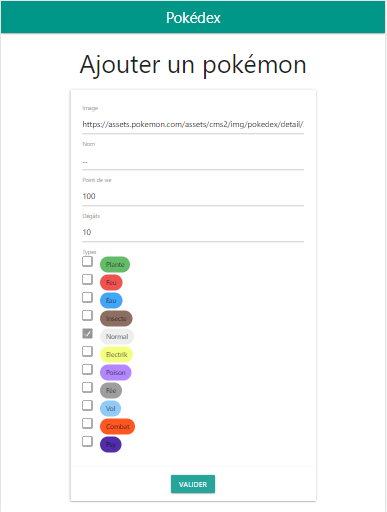 Pokédex
Ajouter un pokémon
Image
https://assets.pokemon.com/assets/cms2/img/pokedex/detail/
Nom
...
Point de vie
100
Dégâts
10
Types
Plante
Feu
Eau
Insecte
Normal
Electrik
Poison
Fée
Vol
Combat
Psy
VALIDER